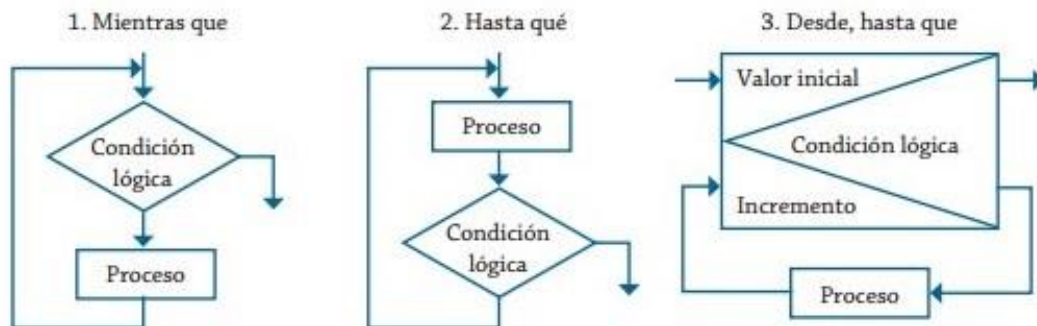 1. Mientras que
Condición
lógica
Proceso
2. Hasta qué
Proceso
Condición
lógica
3. Desde, hasta que
Valor inicial
Condición lógica
Incremento
Proceso